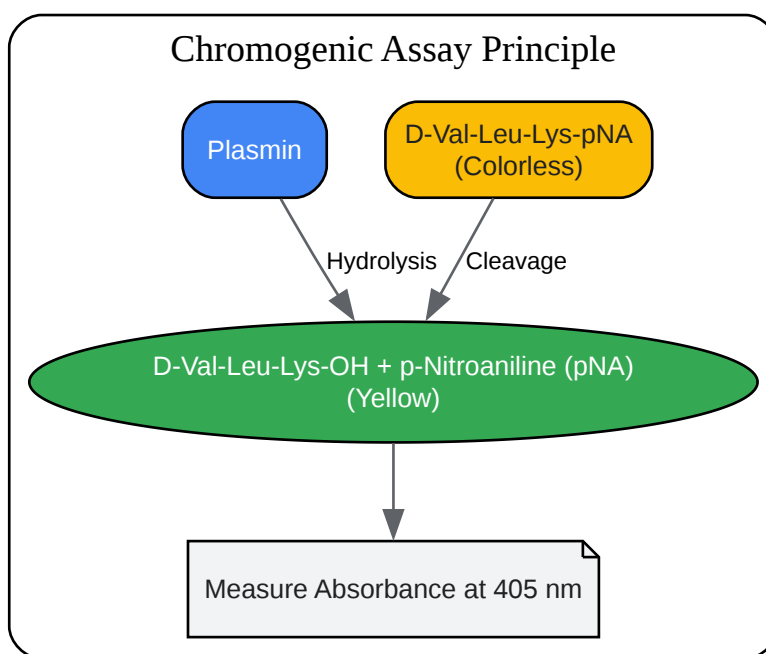 Chromogenic Assay Principle
Plasmin
D-Val-Leu-Lys-pNA
(Colorless)
Hydrolysis
Cleavage
D-Val-Leu-Lys-OH + p-Nitroaniline (pNA)
(Yellow)
Measure Absorbance at 405 nm